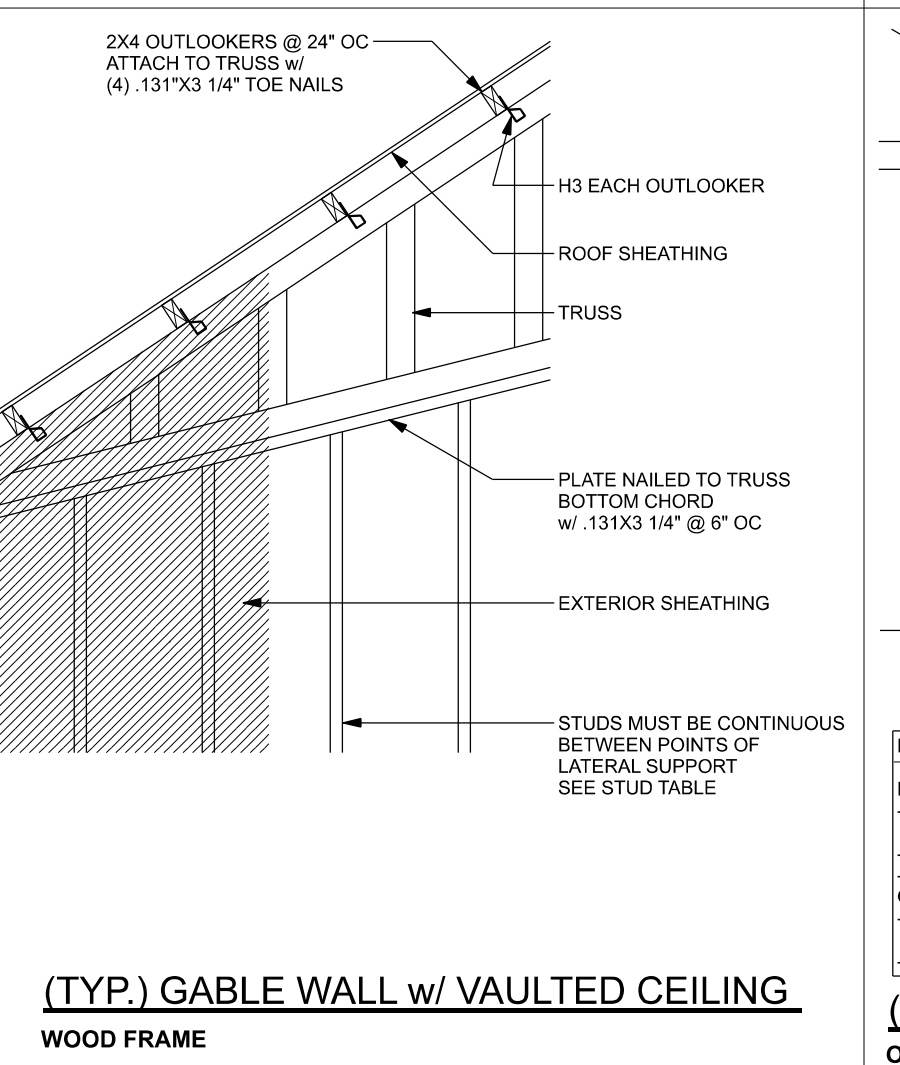 2X4 OUTLOOKERS @ 24" OC
ATTACH TO TRUSS w/
(4) .131"X3 1/4" TOE NAILS
H3 EACH OUTLOOKER
ROOF SHEATHING
TRUSS
PLATE NAILED TO TRUSS
BOTTOM CHORD
w/ .131X3 1/4" @ 6" OC
EXTERIOR SHEATHING
STUDS MUST BE CONTINUOUS
BETWEEN POINTS OF
LATERAL SUPPORT
SEE STUD TABLE
(TYP.) GABLE WALL w/ VAULTED CEILING
WOOD FRAME